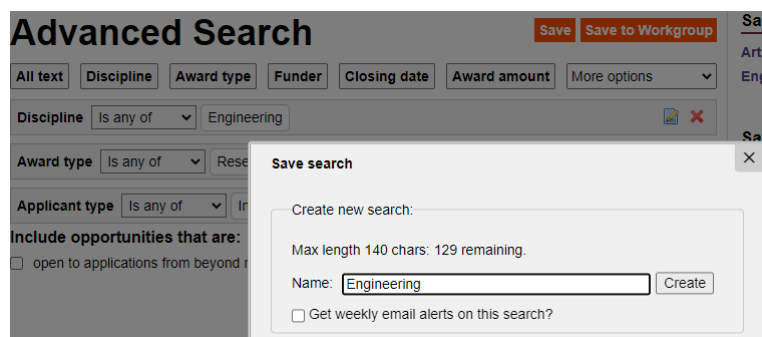 Advanced Search
Save
Save to Workgroup
All text
Discipline
Award type
Funder
Closing date
Award amount
More options
Discipline Is any of Engineering
Award type Is any of
Applicant type Is any of
Include opportunities that are:
open to applications from beyond
Save search
Create new search:
Max length 140 chars: 129 remaining.
Name: Engineering Create
Get weekly email alerts on this search?